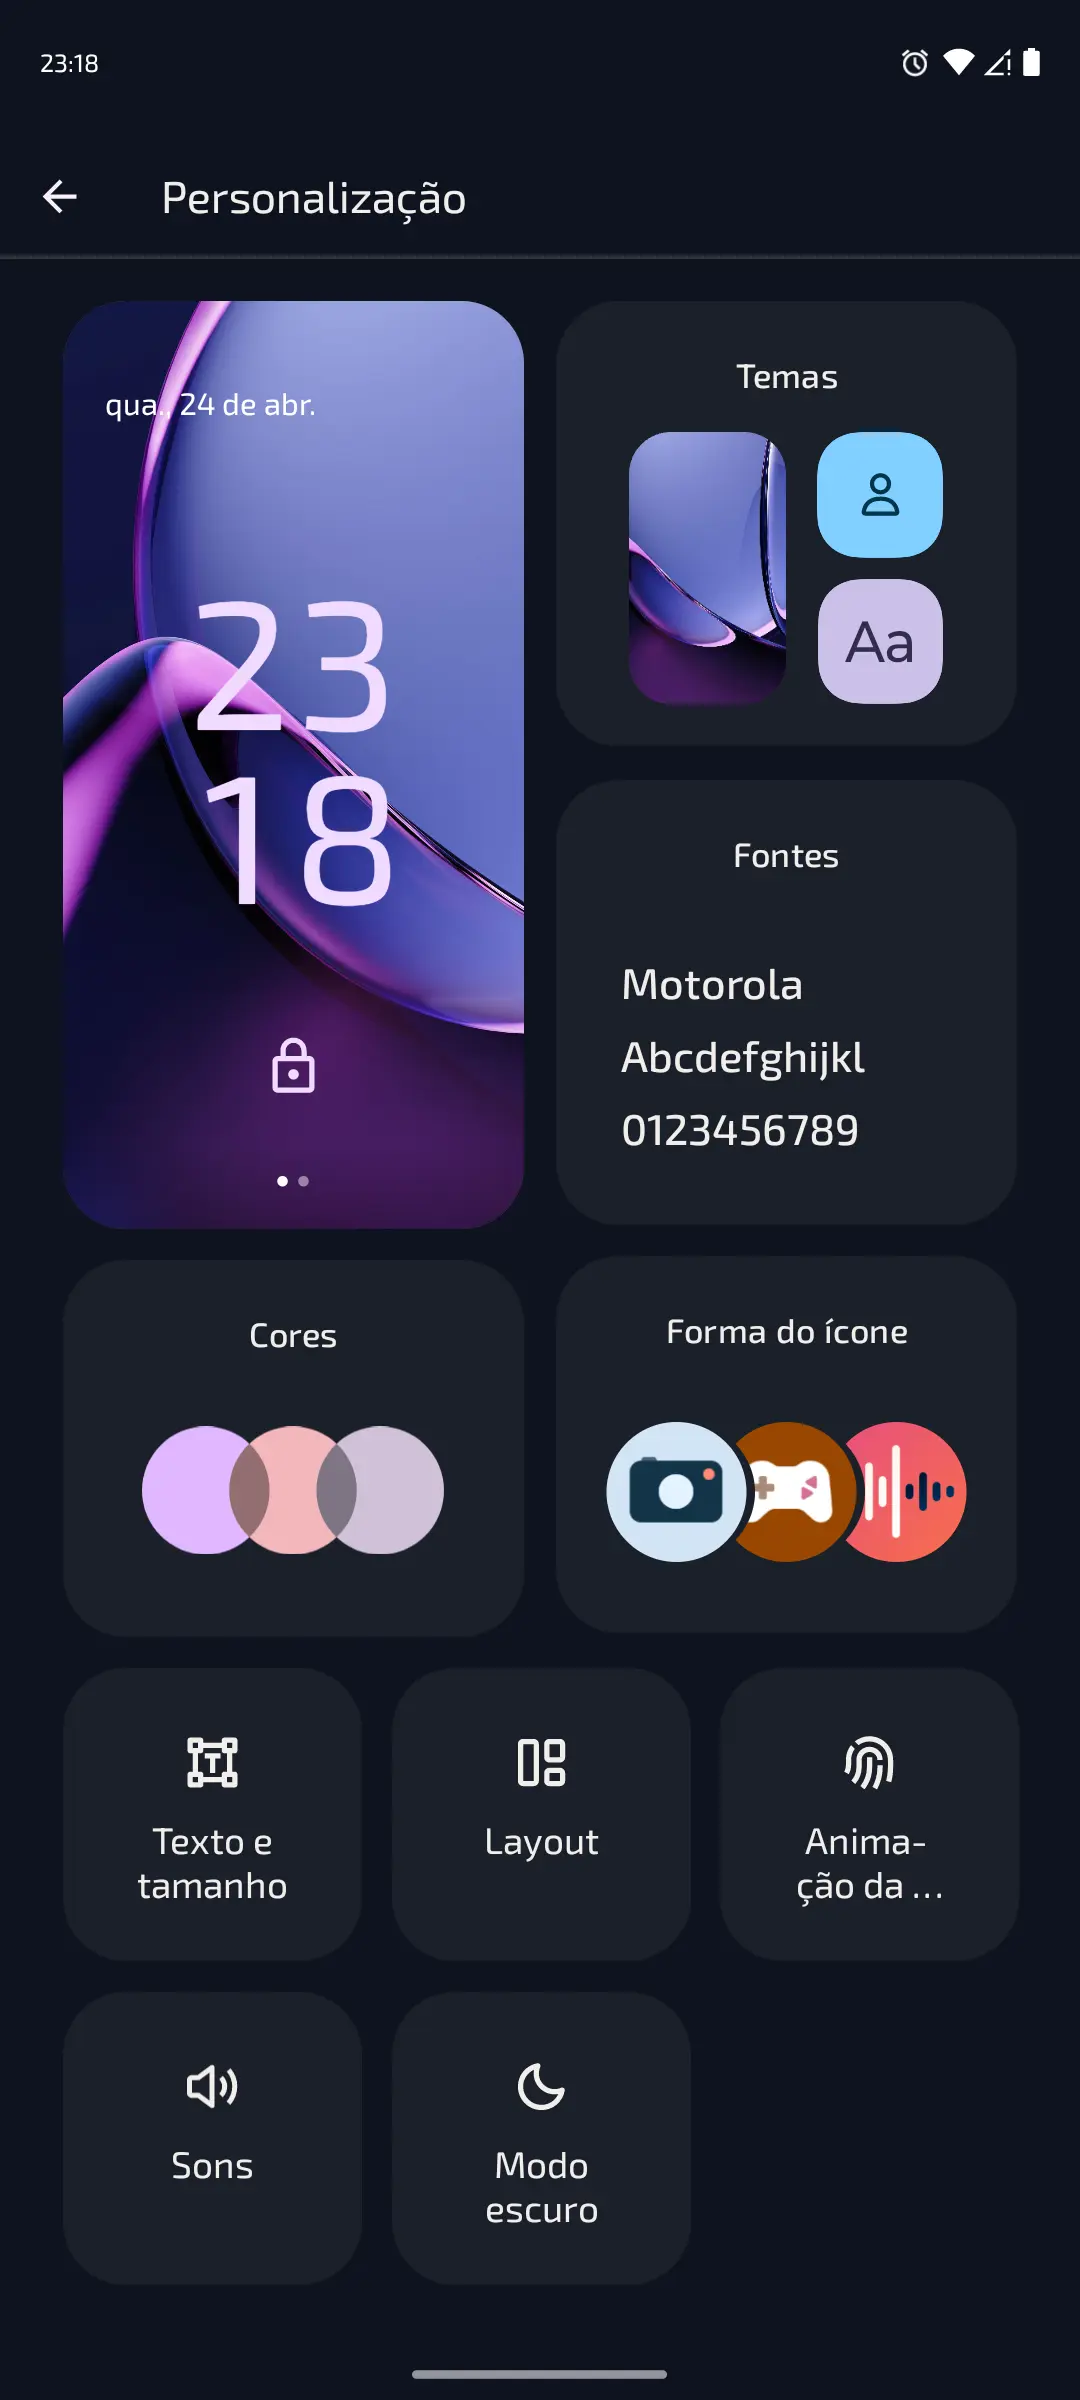 23:18
Personalização
qua., 24 de abr.
23
18
Temas
Aa
Fontes
Motorola
Abcdefghijkl
0123456789
Cores
Forma do ícone
Texto e
tamanho
Layout
Anima-
ção da ...
Sons
Modo
escuro